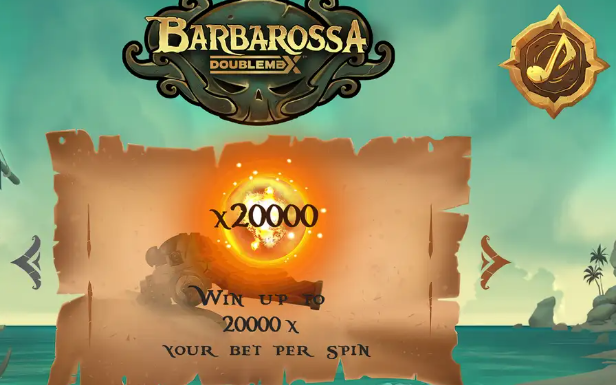 BARBAROSSA
DOUBLEMAX
x20000
WIN UP TO
20000 X
YOUR BET PER SPIN